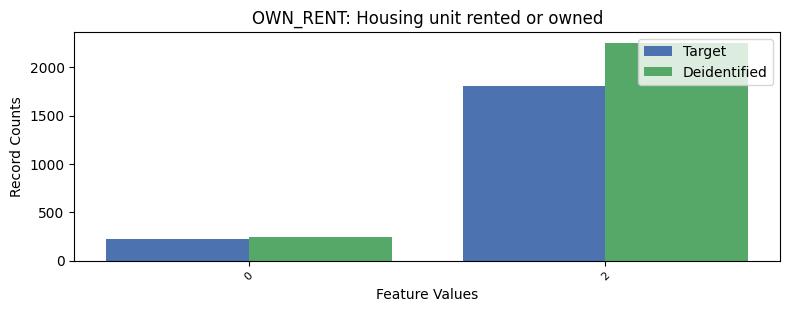 OWN_RENT: Housing unit rented or owned
Target
Deidentified
Record Counts
2000
1500
1000
500
0
0
2
Feature Values